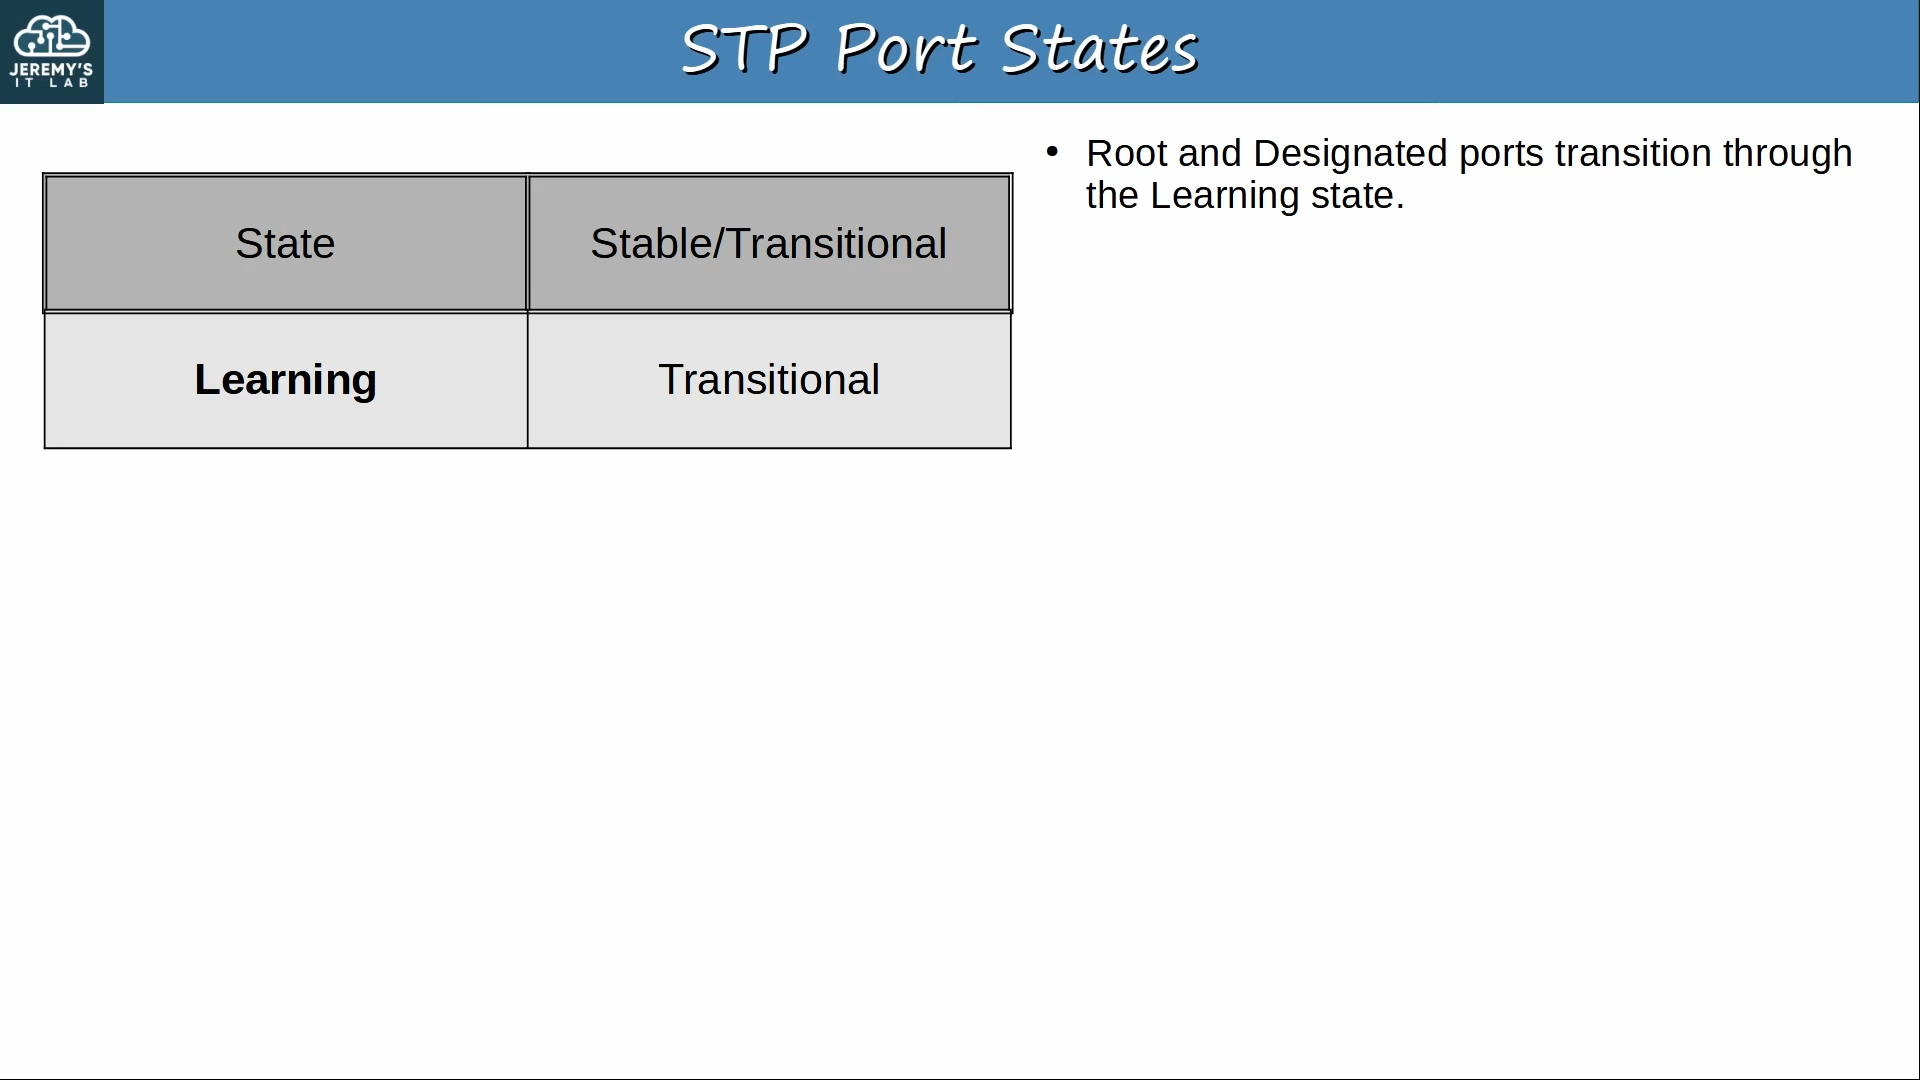 JEREMY'S
IT LAB
STP Port States
State
Stable/Transitional
Learning
Transitional
• Root and Designated ports transition through
the Learning state.